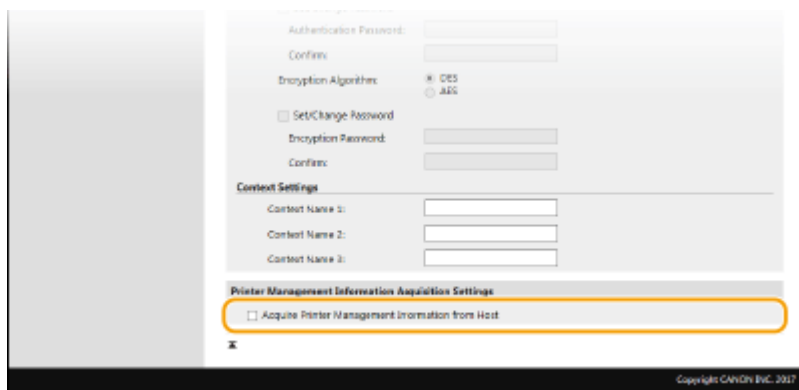 Authentication Password:
Confirm:
Encryption Algorithm:
DES
AES
Set/Change Password
Encryption Password:
Confirm:
Context Settings
Context Name 1:
Context Name 2:
Context Name 3:
Printer Management Information Acquisition Settings
Acquire Printer Management Information from Host
Copyright CANON INC. 2017